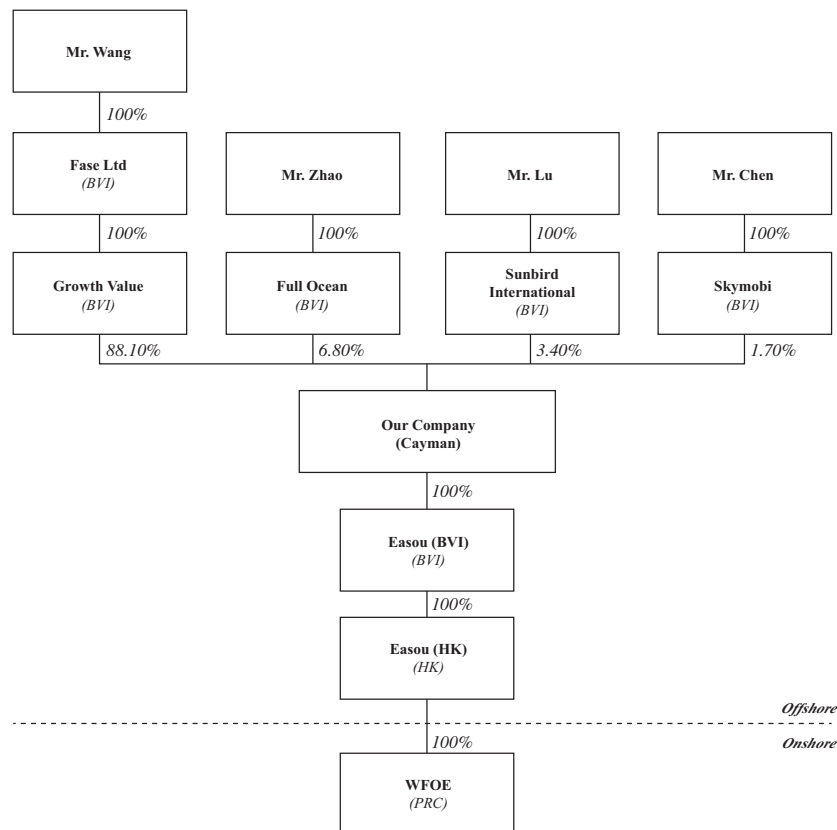 Mr. Wang
100%
Fase Ltd
(BVI)
Mr. Zhao
Mr. Lu
Mr. Chen
100%
100%
100%
100%
Growth Value
(BVI)
Full Ocean
(BVI)
Sunbird
International
(BVI)
Skymobi
(BVI)
88.10%
6.80%
3.40%
1.70%
Our Company
(Cayman)
100%
Easou (BVI)
(BVI)
100%
Easou (HK)
(HK)
Offshore
Onshore
100%
WFOE
(PRC)